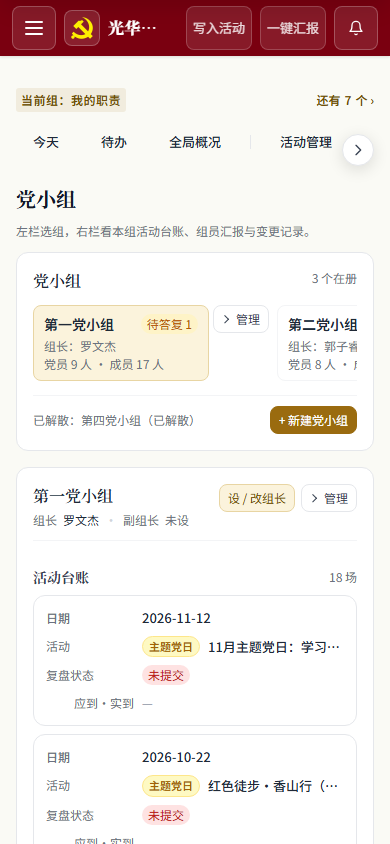 光华…
写入活动
一键汇报
当前组：我的职责
还有 7 个 ›
今天
待办
全局概况
活动管理
党小组
左栏选组，右栏看本组活动台账、组员汇报与变更记录。
党小组
3 个在册
第一党小组
待答复 1
管理
组长：罗文杰
党员 9 人 · 成员 17 人
第二党小组
组长：郭子睿
党员 8 人 ·
已解散：第四党小组（已解散）
+ 新建党小组
第一党小组
设 / 改组长
管理
组长 罗文杰 · 副组长 未设
活动台账
18 场
日期 2026-11-12
活动 主题党日 11月主题党日：学习…
复盘状态 未提交
应到·实到 —
日期 2026-10-22
活动 主题党日 红色徒步·香山行（…
复盘状态 未提交
应到·实到